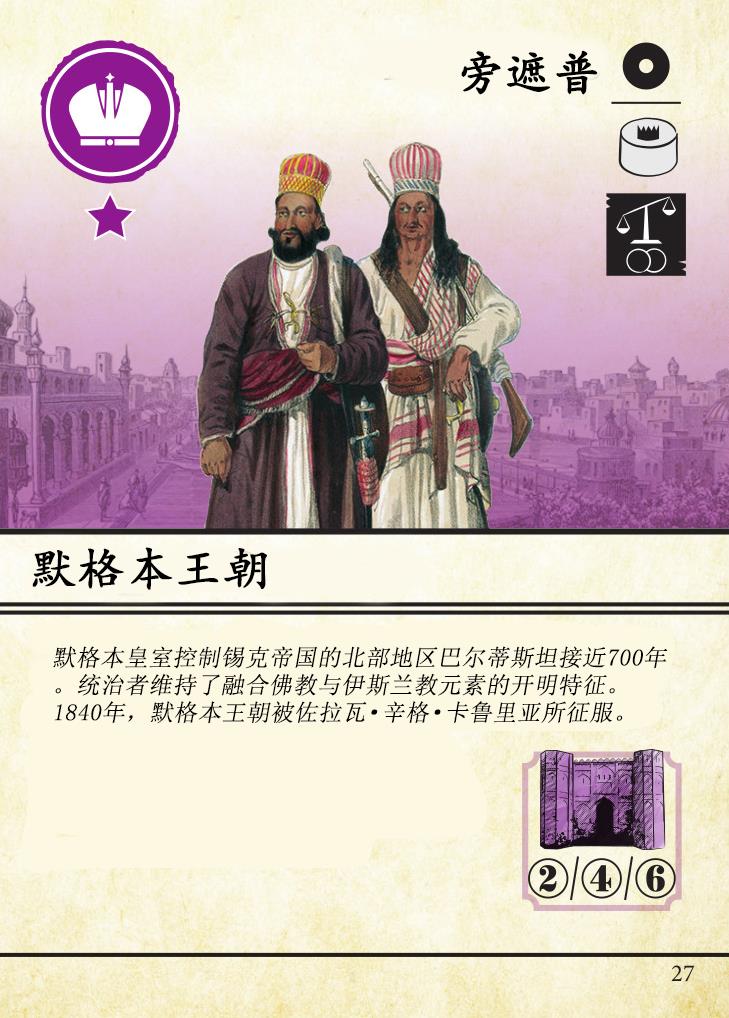 旁遮普
默格本王朝
默格本皇室控制锡克帝国的北部地区巴尔蒂斯坦接近700年
。统治者维持了融合佛教与伊斯兰教元素的开明特征。
1840年，默格本王朝被佐拉瓦•辛格•卡鲁里亚所征服。
2/4/6
27